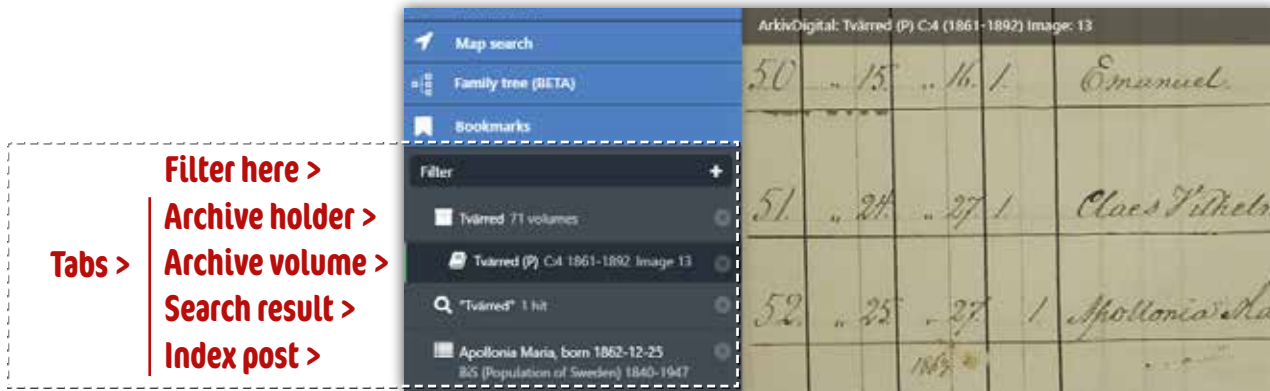 Filter here >
Archive holder >
Tabs >
Archive volume >
Search result >
Index post >
Map search
Family tree (BETA)
Bookmarks
Filter +
Tvärred 71 volumes
Tvärred (P) C:4 1861-1892 Image 13
"Tvärred" 1 hit
Apollonia Maria, born 1862-12-25
BiS (Population of Sweden) 1840-1947
ArkivDigital: Tvärred (P) C:4 (1861-1892) Image: 13
50 " 15. " 16. 1. Emanuel.
51. " 24. " 27 1 Claes Vilhelm
52. " 25 " 27. 1. Apollonia Ma